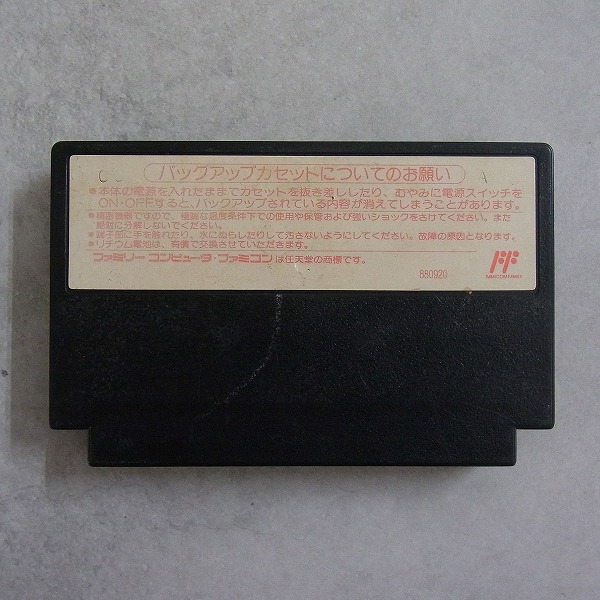 バックアップカセットについてのお願い
●本体の電源を入れたままでカセットを抜き差ししたり、むやみに電源スイッチを
ON・OFFすると、バックアップされている内容が消えてしまうことがあります。
●精密機器ですので、極端な温度条件下での使用や保管および強いショックをさけてください。また
絶対に分解しないでください。
●端子部に手を触れたり、水にぬらしたりして汚さないようにしてください。故障の原因となります。
●リチウム電池は、有償で交換させていただきます。
ファミリー コンピュータ・ファミコンは任天堂の商標です。
880920
FF